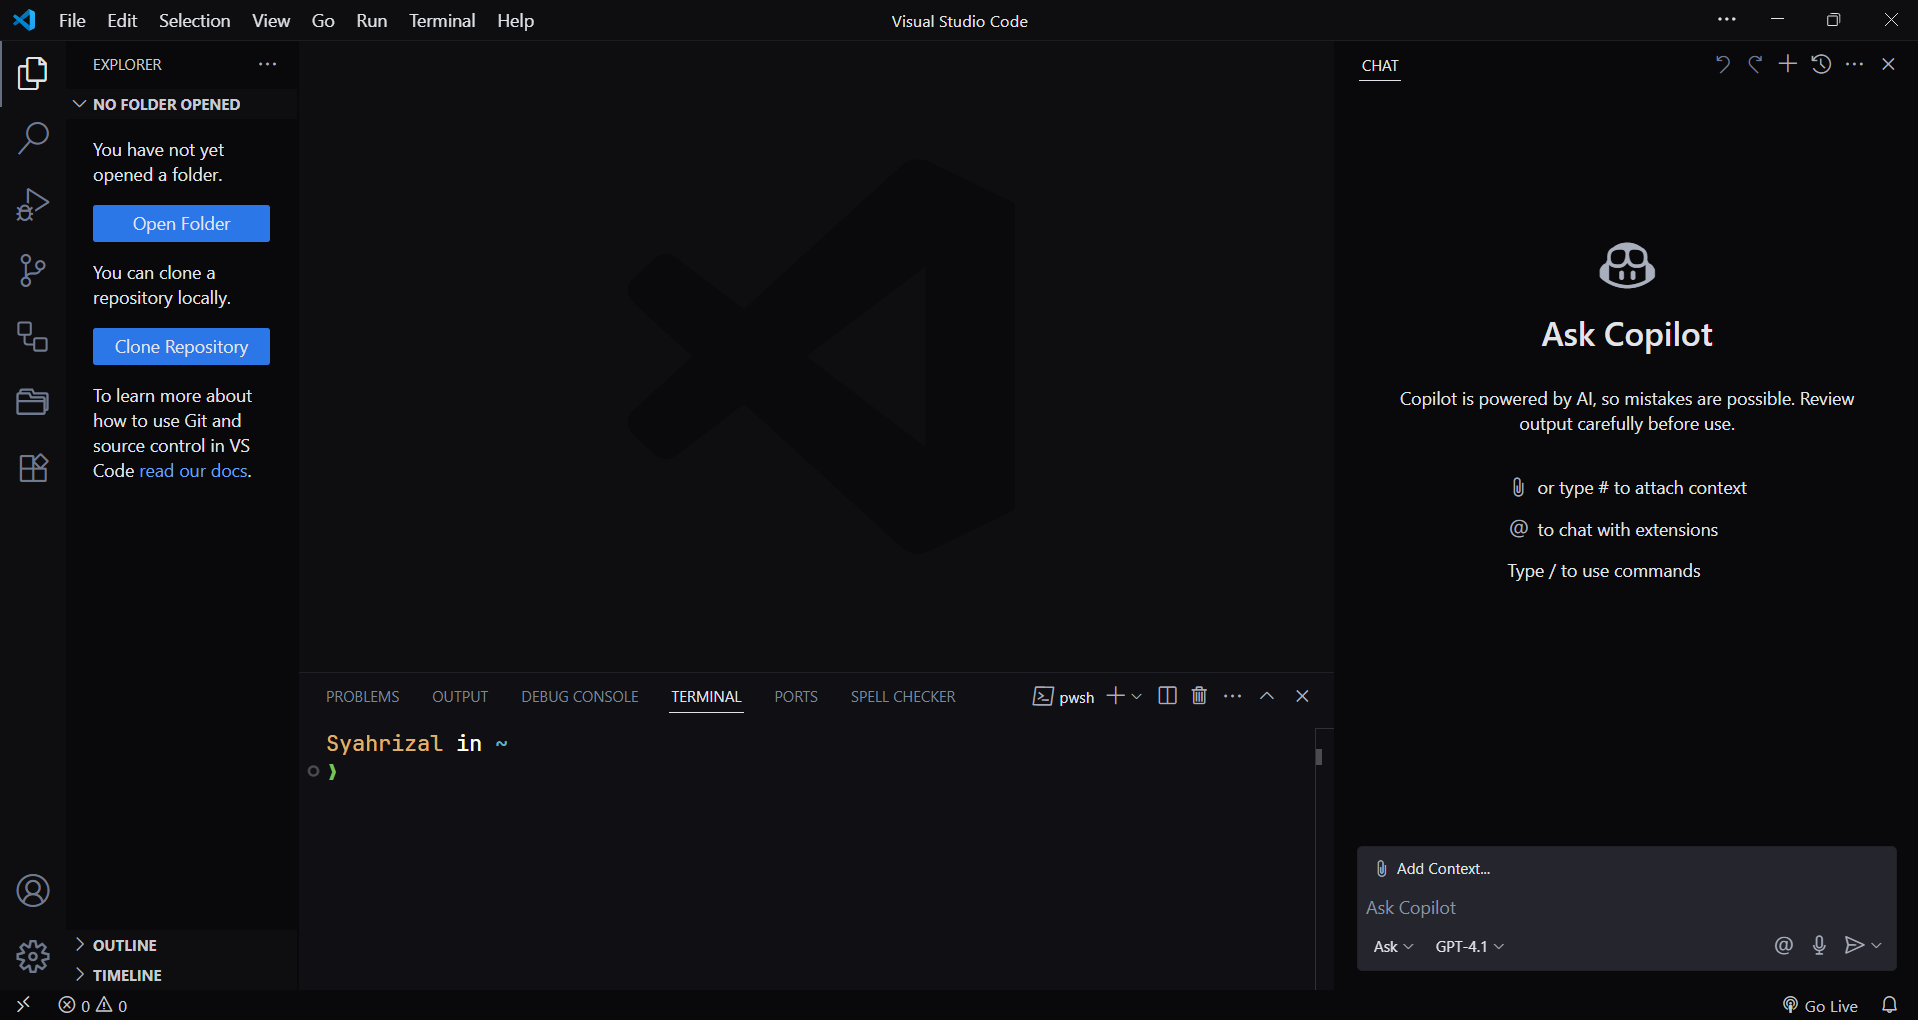 File Edit Selection View Go Run Terminal Help
Visual Studio Code
EXPLORER
NO FOLDER OPENED
You have not yet
opened a folder.
Open Folder
You can clone a
repository locally.
Clone Repository
To learn more about
how to use Git and
source control in VS
Code read our docs.
OUTLINE
TIMELINE
PROBLEMS OUTPUT DEBUG CONSOLE TERMINAL PORTS SPELL CHECKER
pwsh
Syahrizal in ~
❯
CHAT
Ask Copilot
Copilot is powered by AI, so mistakes are possible. Review
output carefully before use.
or type # to attach context
@ to chat with extensions
Type / to use commands
Add Context...
Ask Copilot
Ask GPT-4.1 @
0 0
Go Live